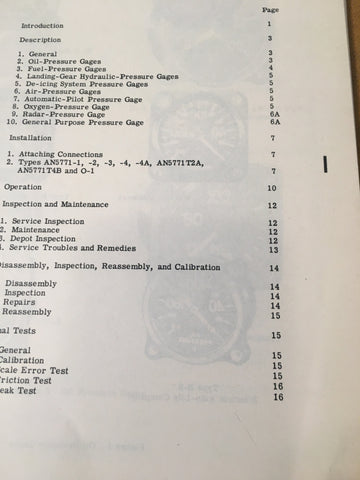 Page
Introduction 1
Description 3
1. General 3
2. Oil-Pressure Gages 3
3. Fuel-Pressure Gages 4
4. Landing-Gear Hydraulic-Pressure Gages 5
5. De-icing System Pressure Gages 5
6. Air-Pressure Gages 5
7. Automatic-Pilot Pressure Gage 5
8. Oxygen-Pressure Gage 5
9. Radar-Pressure Gage 6A
10. General Purpose Pressure Gage 6A
Installation 7
1. Attaching Connections 7
2. Types AN5771-1, -2, -3, -4, -4A, AN5771T2A,
AN5771T4B and O-1 7
Operation 10
Inspection and Maintenance 12
1. Service Inspection 12
2. Maintenance 12
3. Depot Inspection 12
4. Service Troubles and Remedies 13
Disassembly, Inspection, Reassembly, and Calibration 14
Disassembly 14
Inspection 14
Repairs 14
Reassembly 15
nal Tests 15
General 15
Calibration 15
cale Error Test 15
riction Test 16
eak Test 16